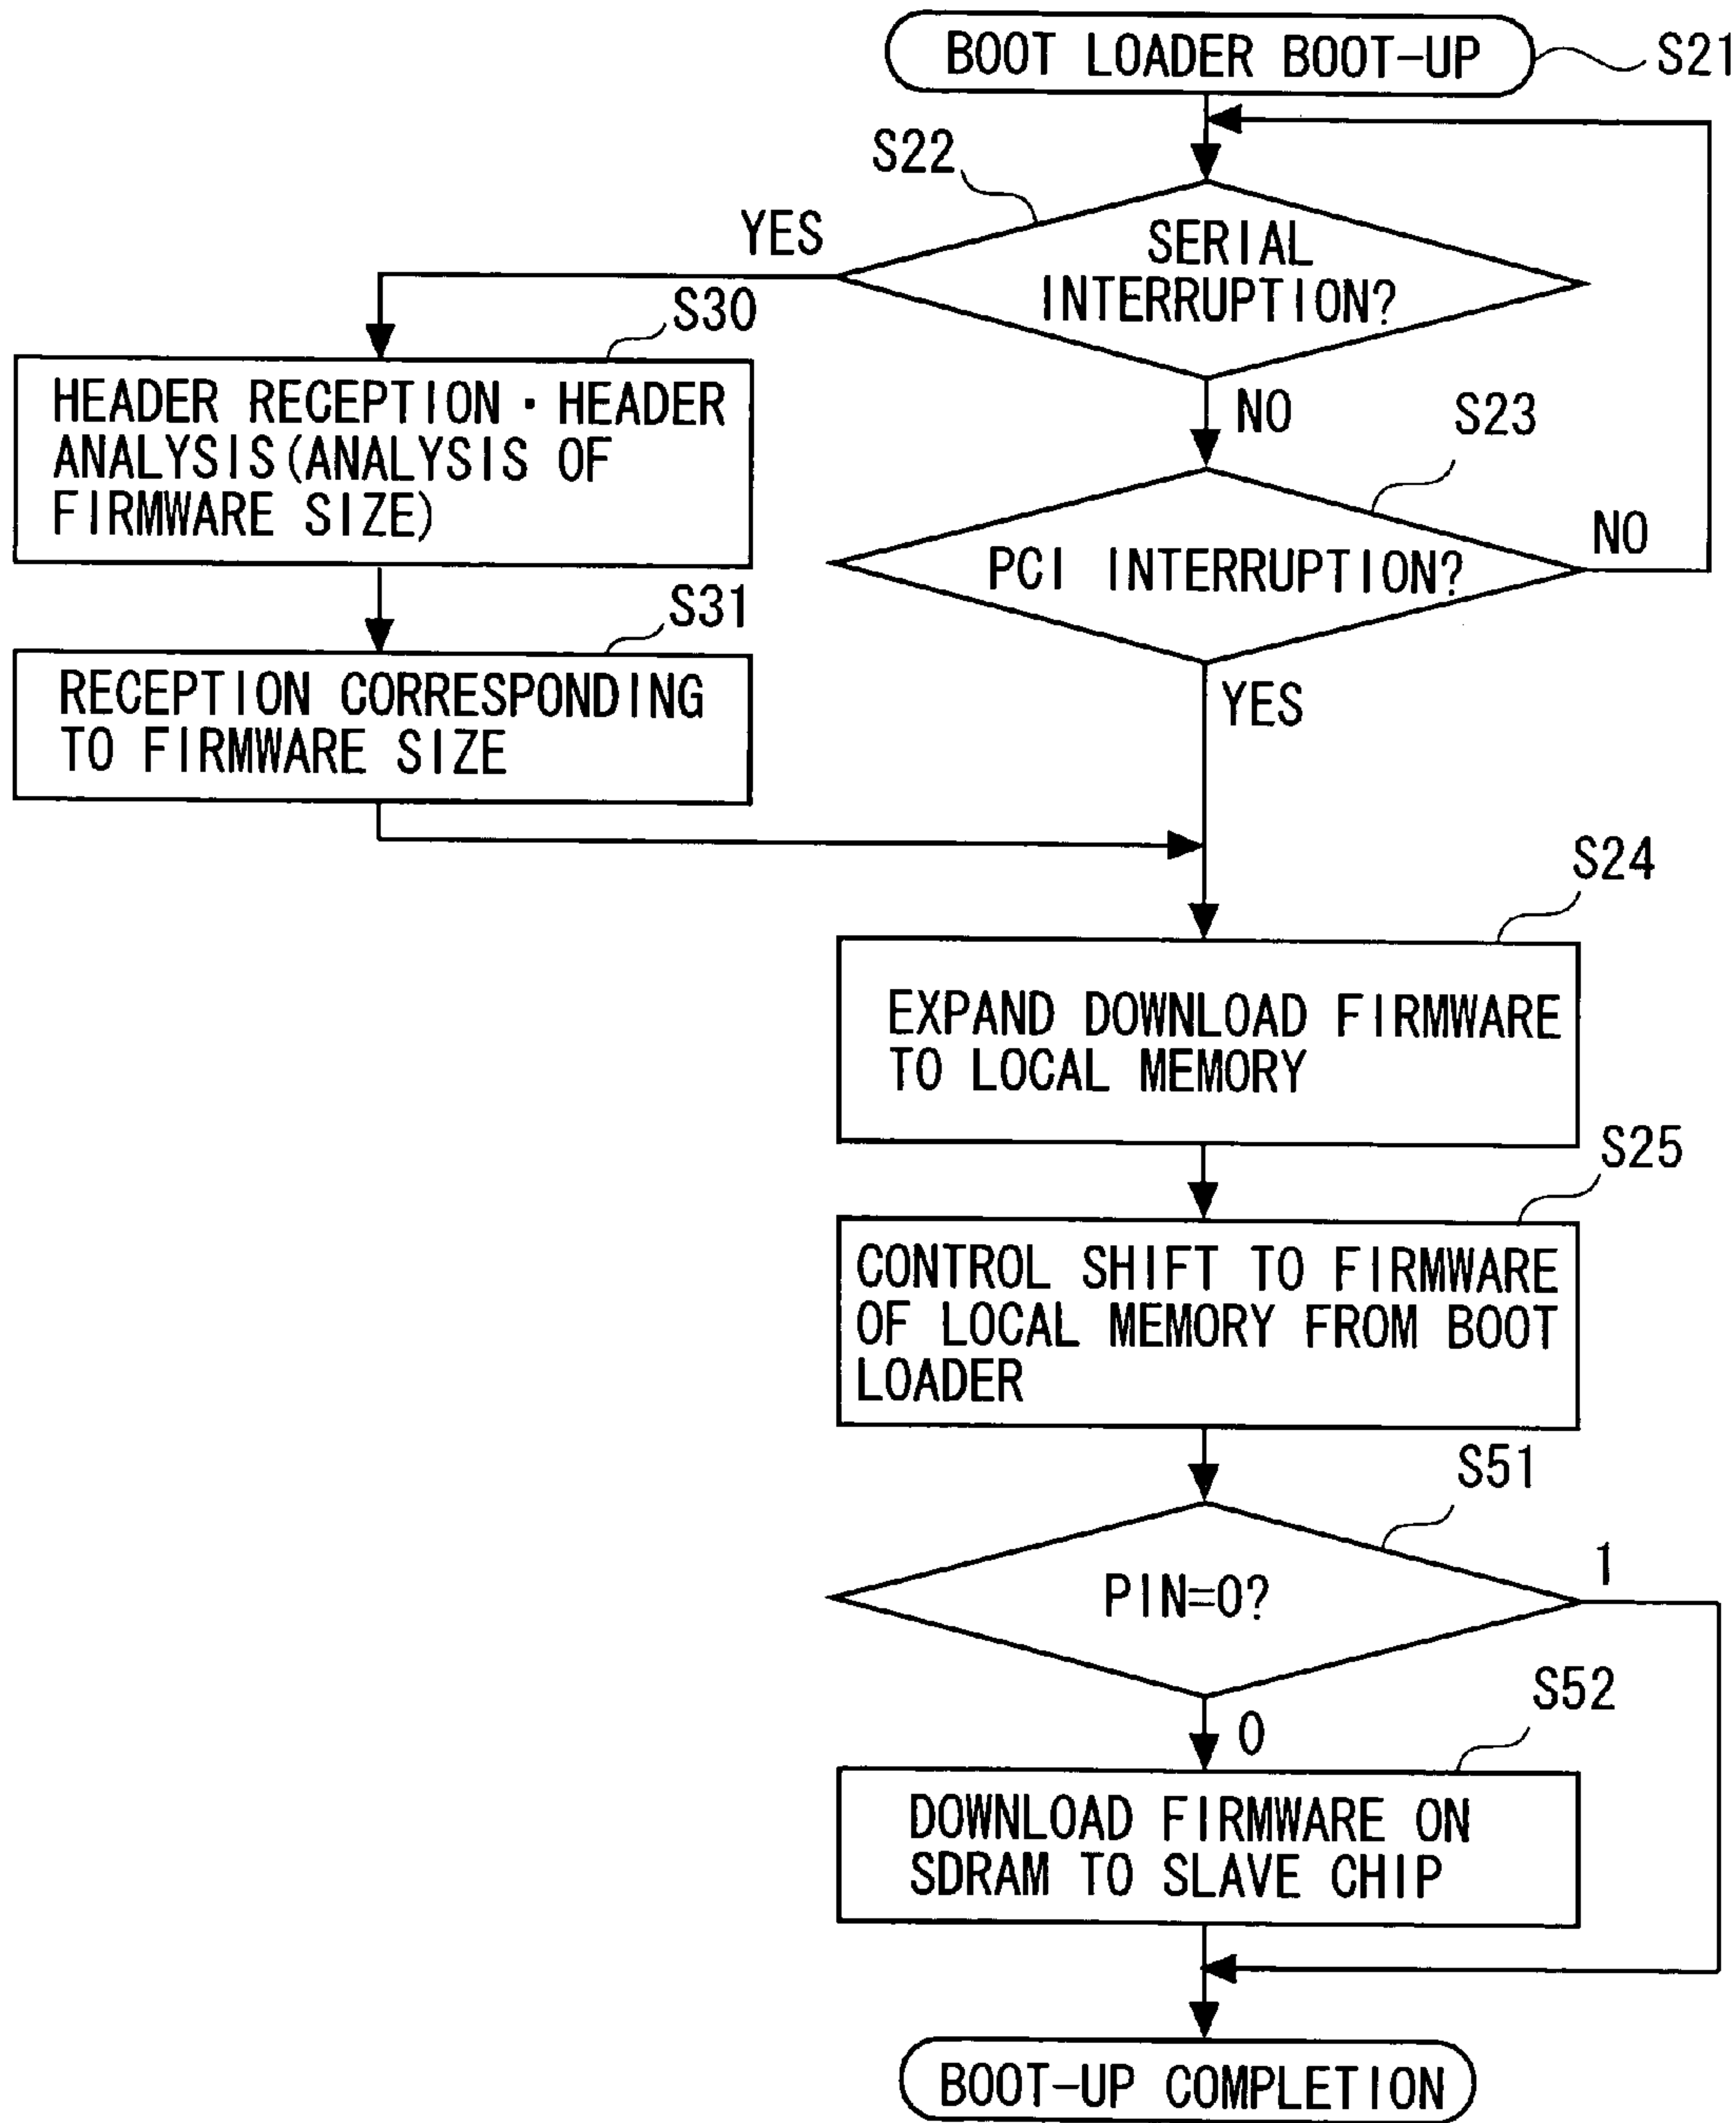 BOOT LOADER BOOT-UP
S21
S22
YES
SERIAL
INTERRUPTION?
S30
HEADER RECEPTION・HEADER
ANALYSIS(ANALYSIS OF
FIRMWARE SIZE)
NO
S23
PCI INTERRUPTION?
NO
S31
RECEPTION CORRESPONDING
TO FIRMWARE SIZE
YES
S24
EXPAND DOWNLOAD FIRMWARE
TO LOCAL MEMORY
S25
CONTROL SHIFT TO FIRMWARE
OF LOCAL MEMORY FROM BOOT
LOADER
S51
PIN=0?
1
0
S52
DOWNLOAD FIRMWARE ON
SDRAM TO SLAVE CHIP
BOOT-UP COMPLETION